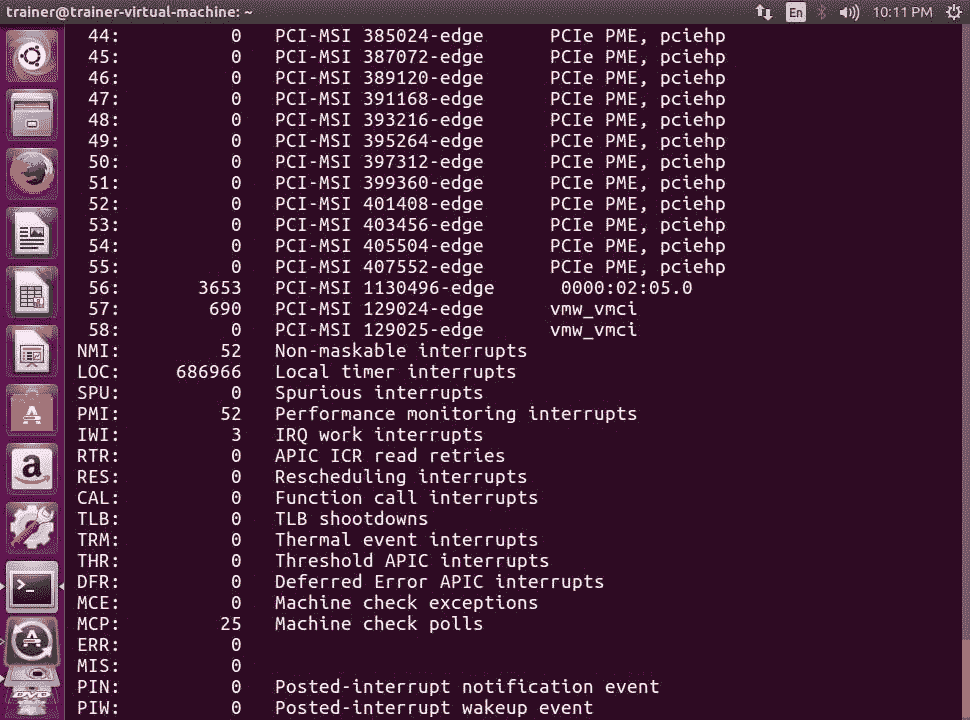 trainer@trainer-virtual-machine: ~ En 10:11 PM
44: 0 PCI-MSI 385024-edge PCIe PME, pciehp
45: 0 PCI-MSI 387072-edge PCIe PME, pciehp
46: 0 PCI-MSI 389120-edge PCIe PME, pciehp
47: 0 PCI-MSI 391168-edge PCIe PME, pciehp
48: 0 PCI-MSI 393216-edge PCIe PME, pciehp
49: 0 PCI-MSI 395264-edge PCIe PME, pciehp
50: 0 PCI-MSI 397312-edge PCIe PME, pciehp
51: 0 PCI-MSI 399360-edge PCIe PME, pciehp
52: 0 PCI-MSI 401408-edge PCIe PME, pciehp
53: 0 PCI-MSI 403456-edge PCIe PME, pciehp
54: 0 PCI-MSI 405504-edge PCIe PME, pciehp
55: 0 PCI-MSI 407552-edge PCIe PME, pciehp
56: 3653 PCI-MSI 1130496-edge 0000:02:05.0
57: 690 PCI-MSI 129024-edge vmw_vmci
58: 0 PCI-MSI 129025-edge vmw_vmci
NMI: 52 Non-maskable interrupts
LOC: 686966 Local timer interrupts
SPU: 0 Spurious interrupts
PMI: 52 Performance monitoring interrupts
IWI: 3 IRQ work interrupts
RTR: 0 APIC ICR read retries
RES: 0 Rescheduling interrupts
CAL: 0 Function call interrupts
TLB: 0 TLB shootdowns
TRM: 0 Thermal event interrupts
THR: 0 Threshold APIC interrupts
DFR: 0 Deferred Error APIC interrupts
MCE: 0 Machine check exceptions
MCP: 25 Machine check polls
ERR: 0
MIS: 0
PIN: 0 Posted-interrupt notification event
PIW: 0 Posted-interrupt wakeup event